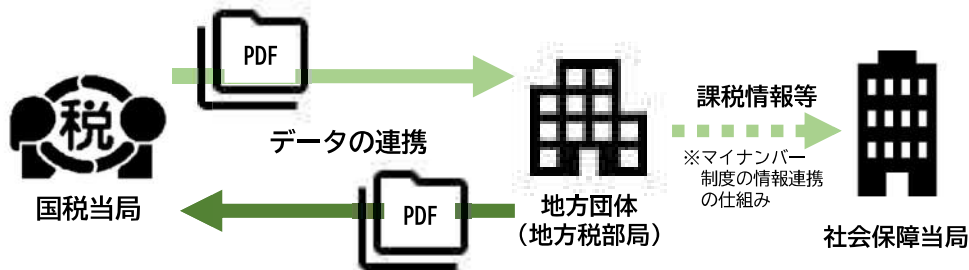 PDF
税
データの連携
国税当局
PDF
地方団体
（地方税部局）
課税情報等
※マイナンバー
制度の情報連携
の仕組み
社会保障当局